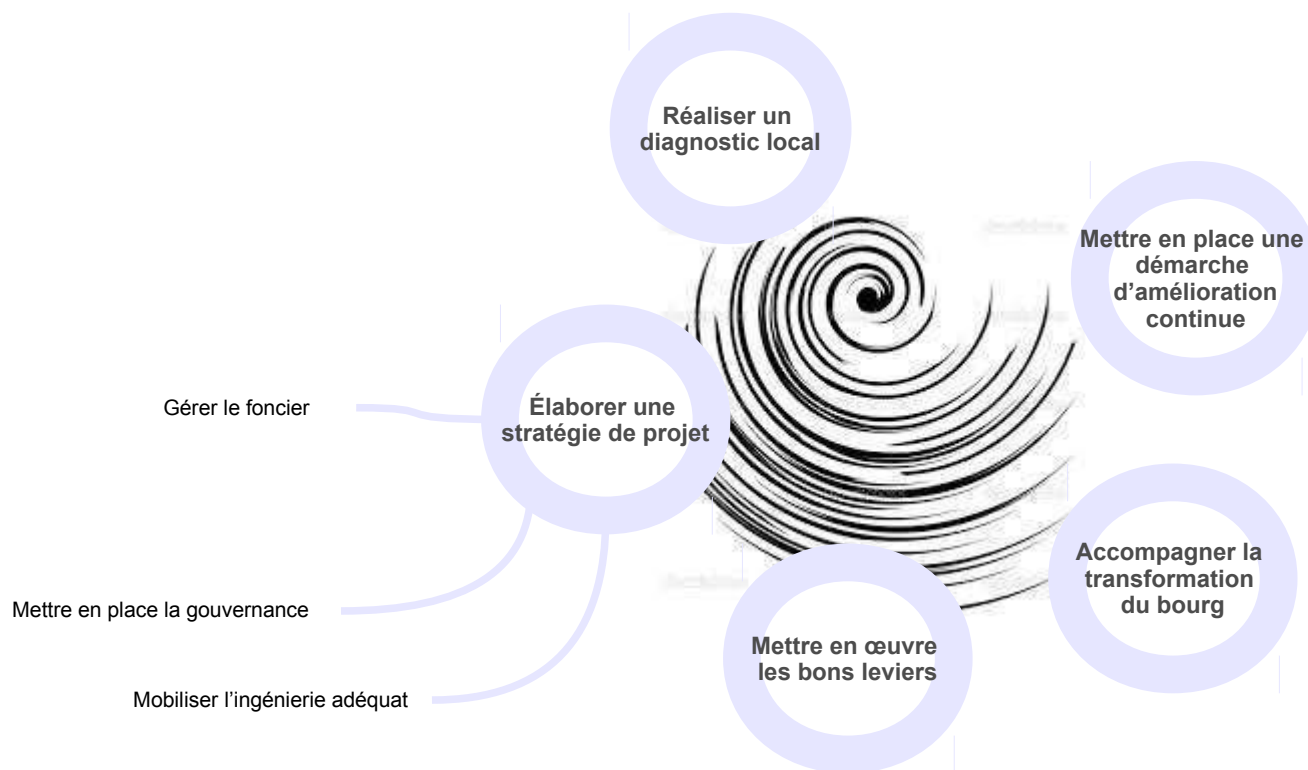 Réaliser un
diagnostic local
Mettre en place une
démarche
d’amélioration
continue
Élaborer une
stratégie de projet
Gérer le foncier
Accompagner la
transformation
du bourg
Mettre en place la gouvernance
Mettre en œuvre
les bons leviers
Mobiliser l’ingénierie adéquat